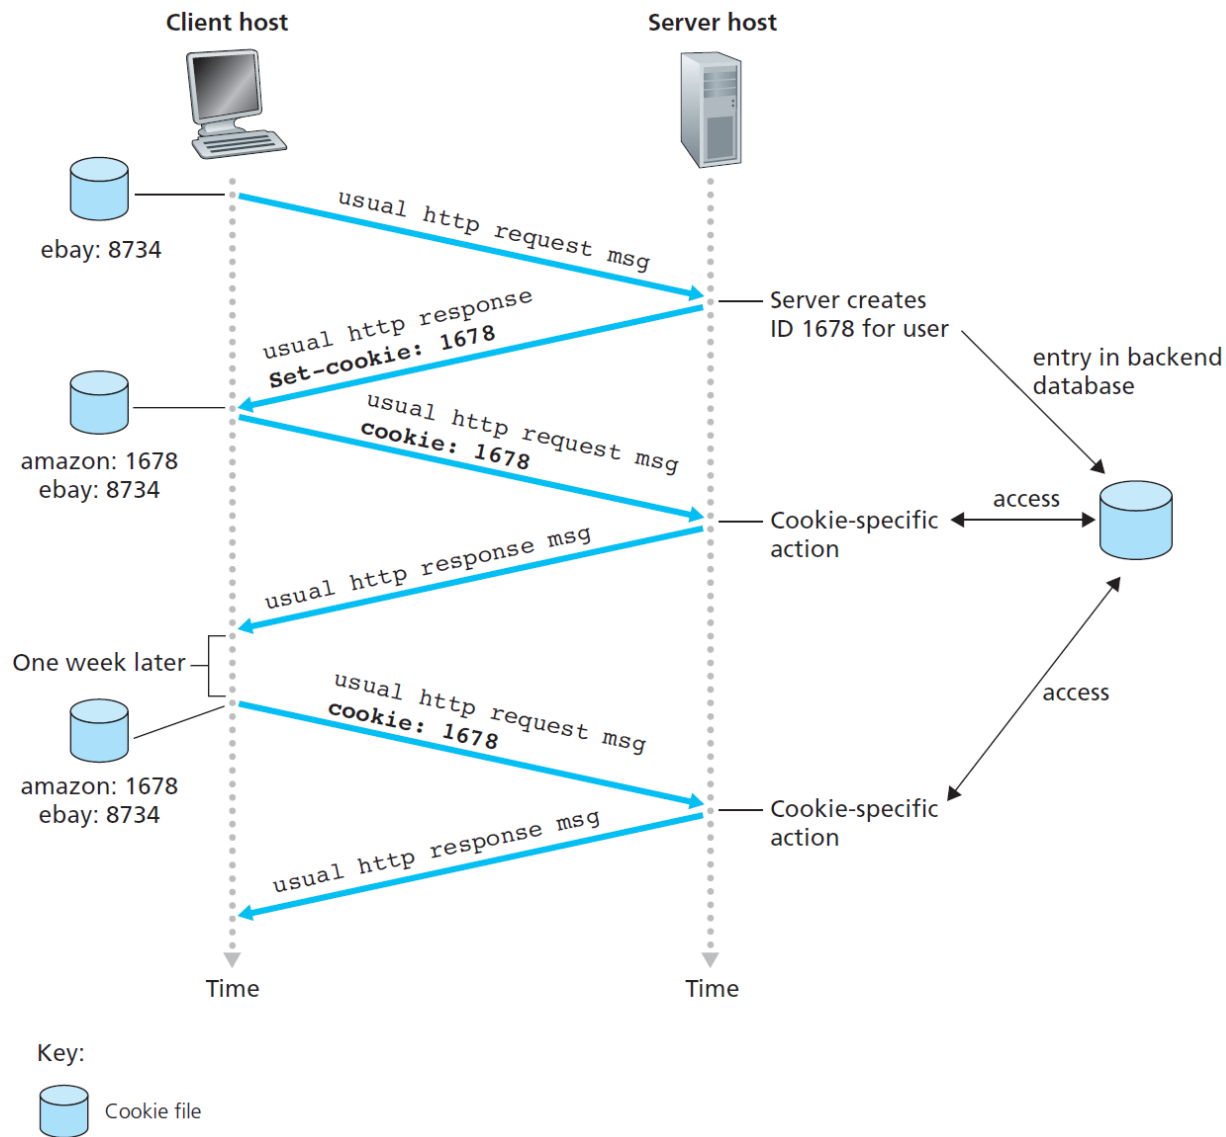 Client host
Server host
usual http request msg
ebay: 8734
Server creates
ID 1678 for user
usual http response
Set-cookie: 1678
entry in backend
database
usual http request msg
cookie: 1678
amazon: 1678
ebay: 8734
access
Cookie-specific
action
usual http response msg
One week later
usual http request msg
cookie: 1678
access
amazon: 1678
ebay: 8734
Cookie-specific
action
usual http response msg
Time
Time
Key:
Cookie file